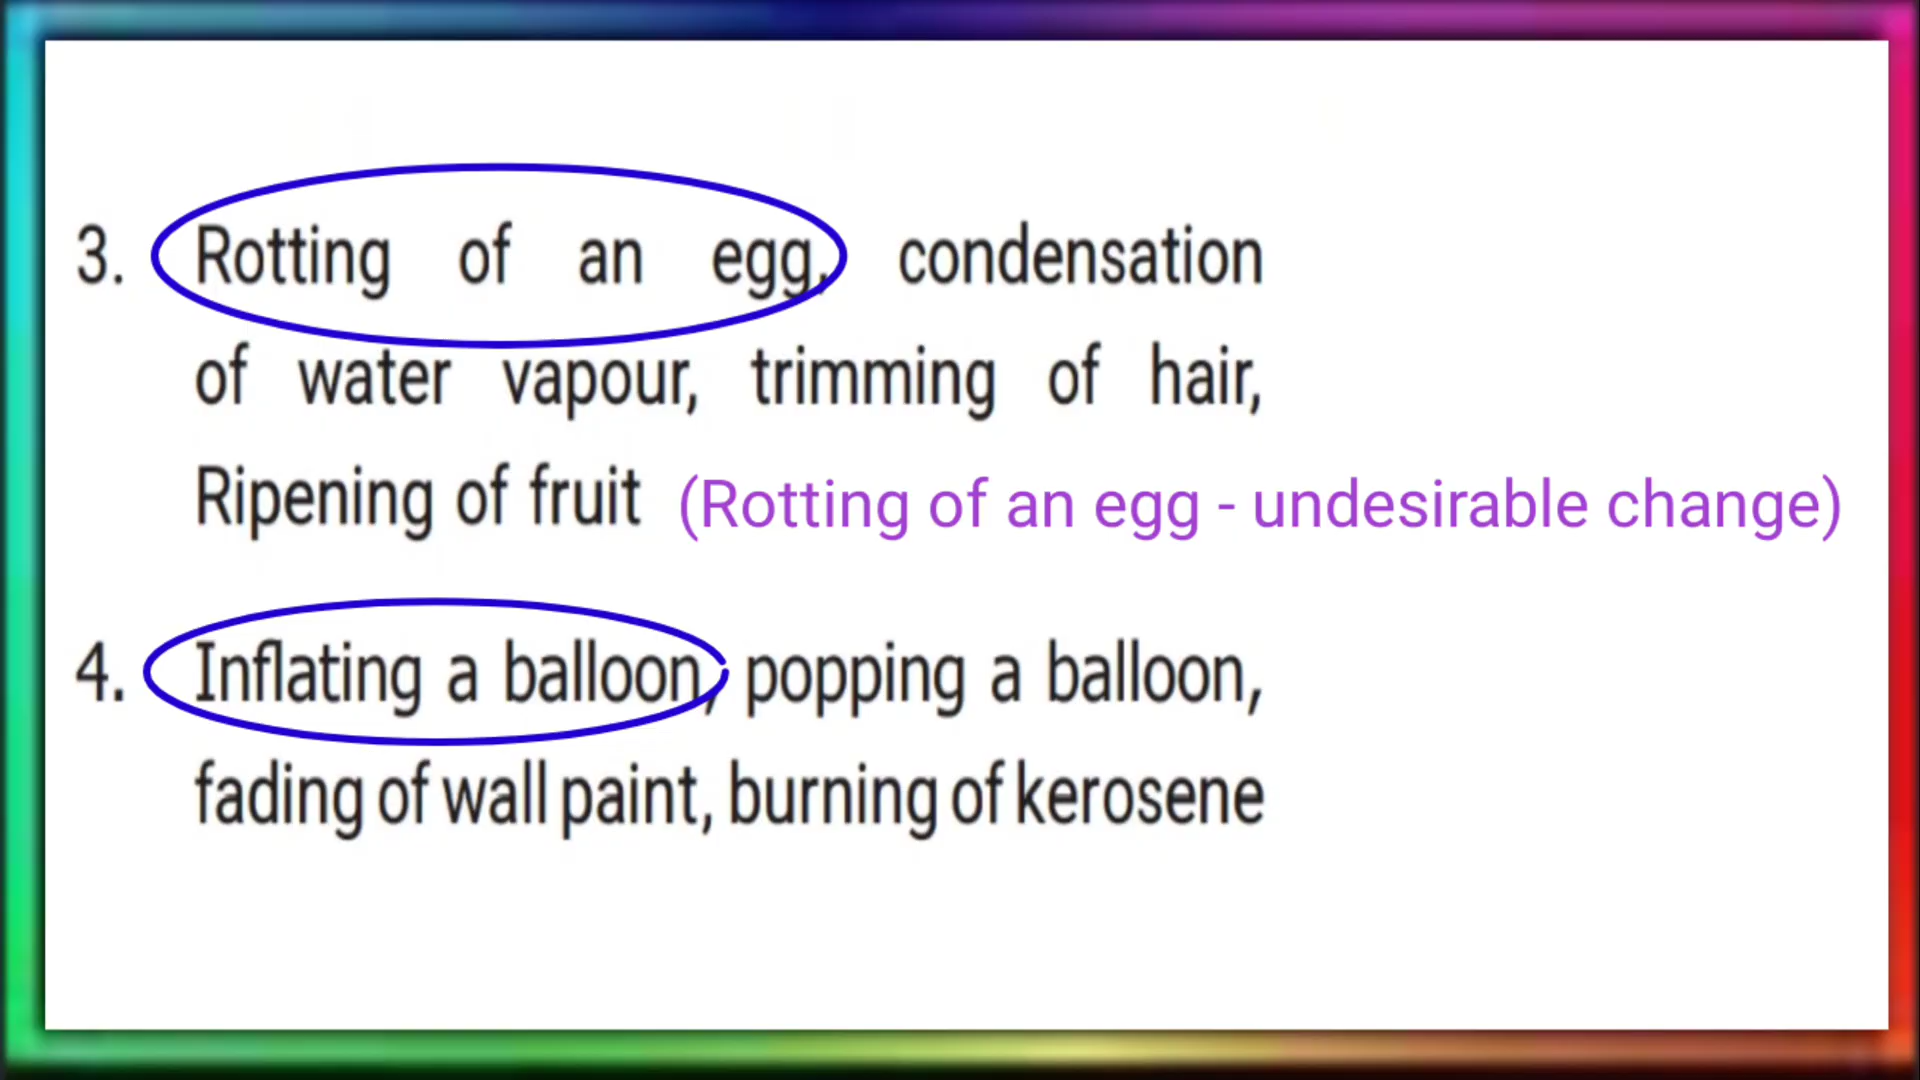 3. Rotting of an egg, condensation
of water vapour, trimming of hair,
Ripening of fruit (Rotting of an egg - undesirable change)
4. Inflating a balloon, popping a balloon,
fading of wall paint, burning of kerosene